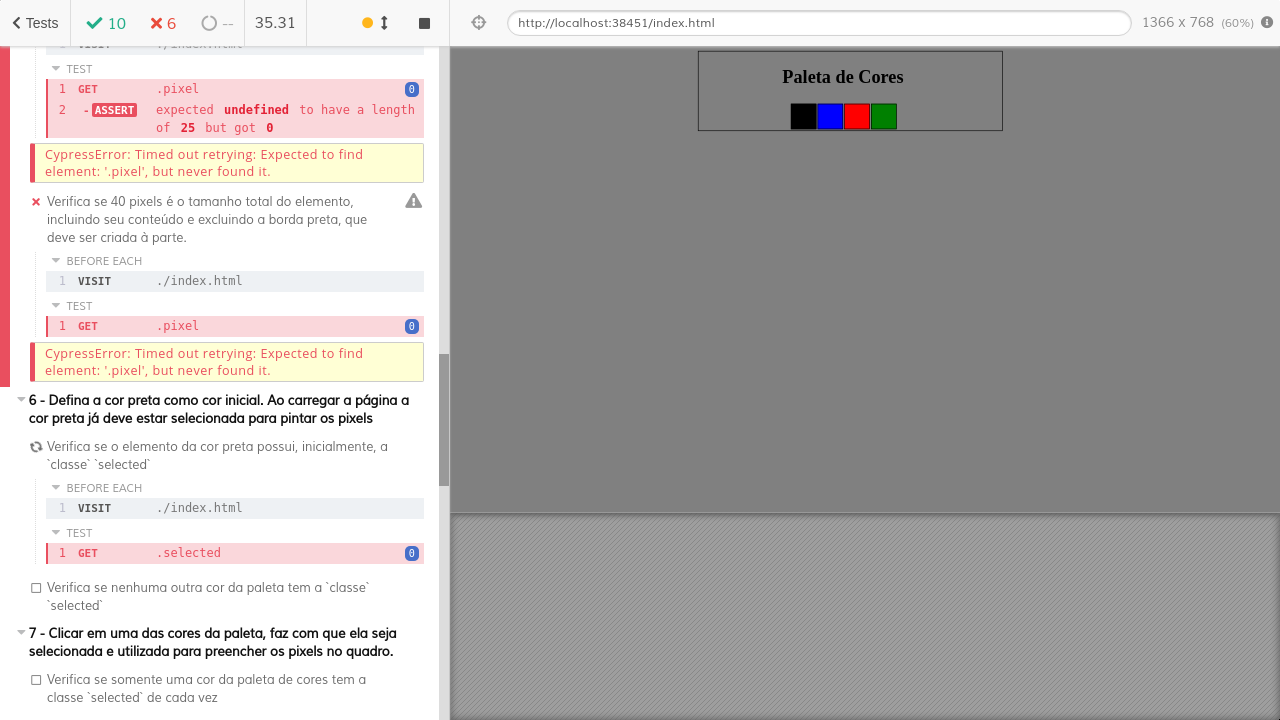 Tests
10
6
--
35.31
http://localhost:38451/index.html
1366 x 768 (60%)
1 VISIT ./index.html
TEST
1 GET .pixel 0
2 -ASSERT expected undefined to have a length
of 25 but got 0
CypressError: Timed out retrying: Expected to find
element: '.pixel', but never found it.
Verifica se 40 pixels é o tamanho total do elemento,
incluindo seu conteúdo e excluindo a borda preta, que
deve ser criada à parte.
BEFORE EACH
1 VISIT ./index.html
TEST
1 GET .pixel 0
CypressError: Timed out retrying: Expected to find
element: '.pixel', but never found it.
6 - Defina a cor preta como cor inicial. Ao carregar a página a
cor preta já deve estar selecionada para pintar os pixels
Verifica se o elemento da cor preta possui, inicialmente, a
`classe` `selected`
BEFORE EACH
1 VISIT ./index.html
TEST
1 GET .selected 0
Verifica se nenhuma outra cor da paleta tem a `classe`
`selected`
7 - Clicar em uma das cores da paleta, faz com que ela seja
selecionada e utilizada para preencher os pixels no quadro.
Verifica se somente uma cor da paleta de cores tem a
classe `selected` de cada vez
Paleta de Cores